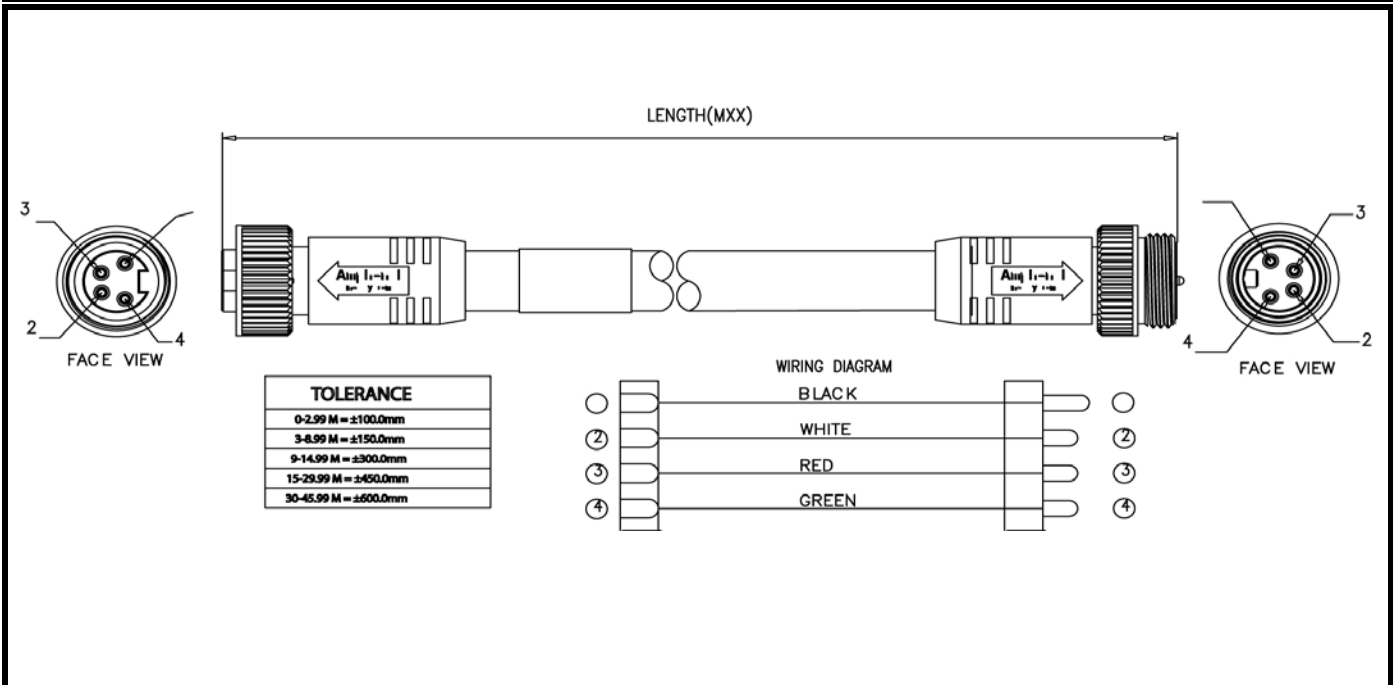 LENGTH(MXX)
3
2
4
FACE VIEW
3
4
2
FACE VIEW
TOLERANCE
0-2.99 M = ±100.0mm
3-8.99 M = ±150.0mm
9-14.99 M = ±300.0mm
15-29.99 M = ±450.0mm
30-45.99 M = ±600.0mm
WIRING DIAGRAM
BLACK
2 WHITE 2
3 RED 3
4 GREEN 4